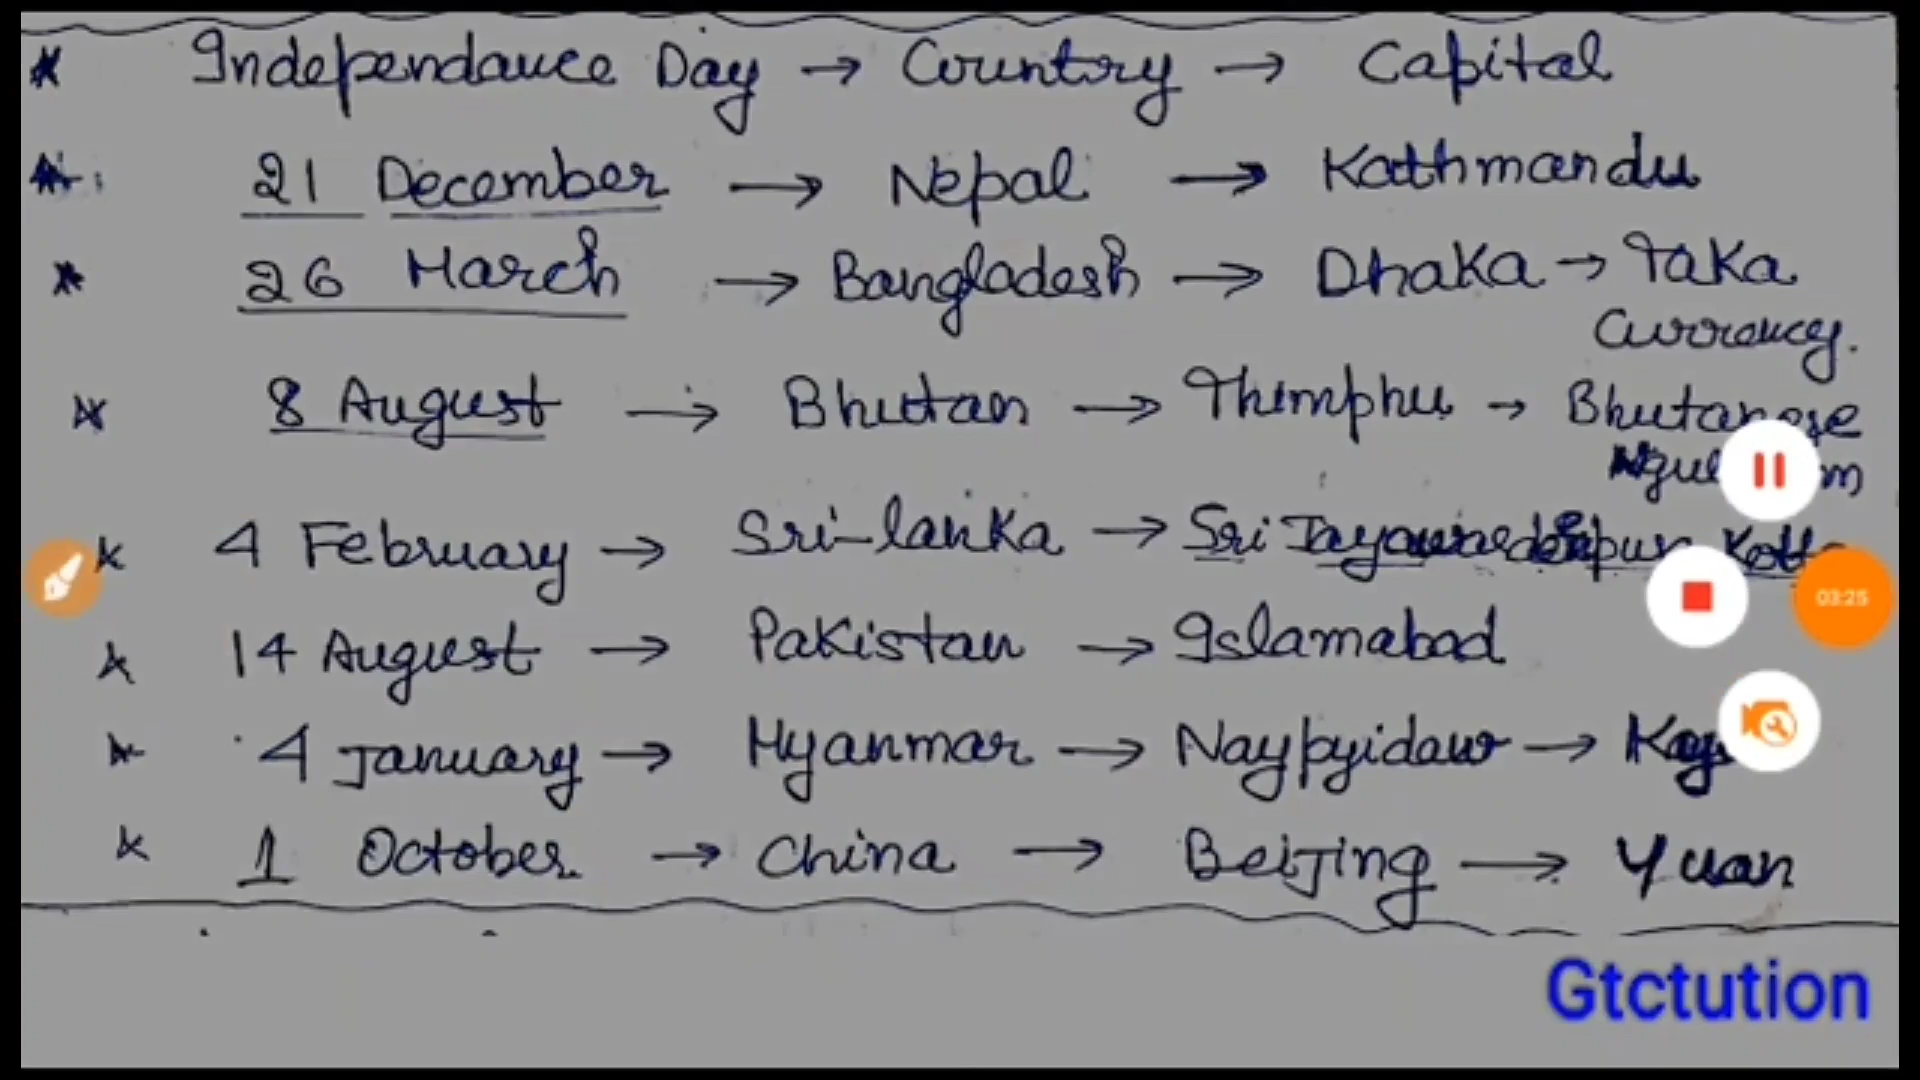 Independance Day → Country → Capital
21 December → Nepal → Kathmandu
26 March → Bangladesh → Dhaka → Taka
Currency.
8 August → Bhutan → Thimphu → Bhutanese
4 February → Sri-lanka → Sri
03:25
14 August → Pakistan → Islamabad
4 January → Myanmar → Naypyidaw →
1 October → China → Beijing → Yuan
Gtctution